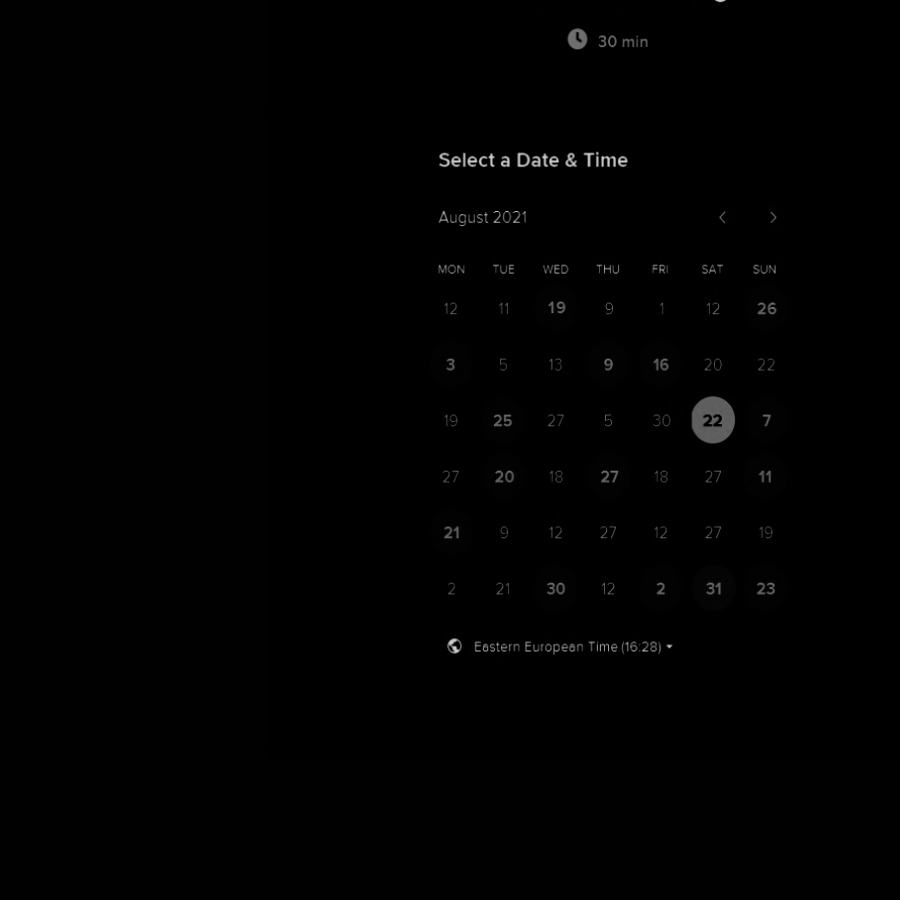 30 min
Select a Date & Time
August 2021
MON TUE WED THU FRI SAT SUN
12 11 19 9 1 12 26
3 5 13 9 16 20 22
19 25 27 5 30 22 7
27 20 18 27 18 27 11
21 9 12 27 12 27 19
2 21 30 12 2 31 23
Eastern European Time (16:28)